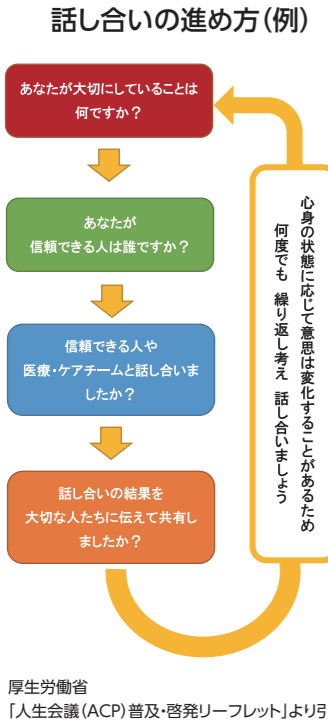 話し合いの進め方(例)
あなたが大切にしていることは
何ですか?
あなたが
信頼できる人は誰ですか?
信頼できる人や
医療・ケアチームと話し合いま
したか?
話し合いの結果を
大切な人たちに伝えて共有し
ましたか?
心身の状態に応じて意思は変化することがあるため
何度でも 繰り返し考え 話し合いましょう
厚生労働省
「人生会議(ACP)普及・啓発リーフレット」より引